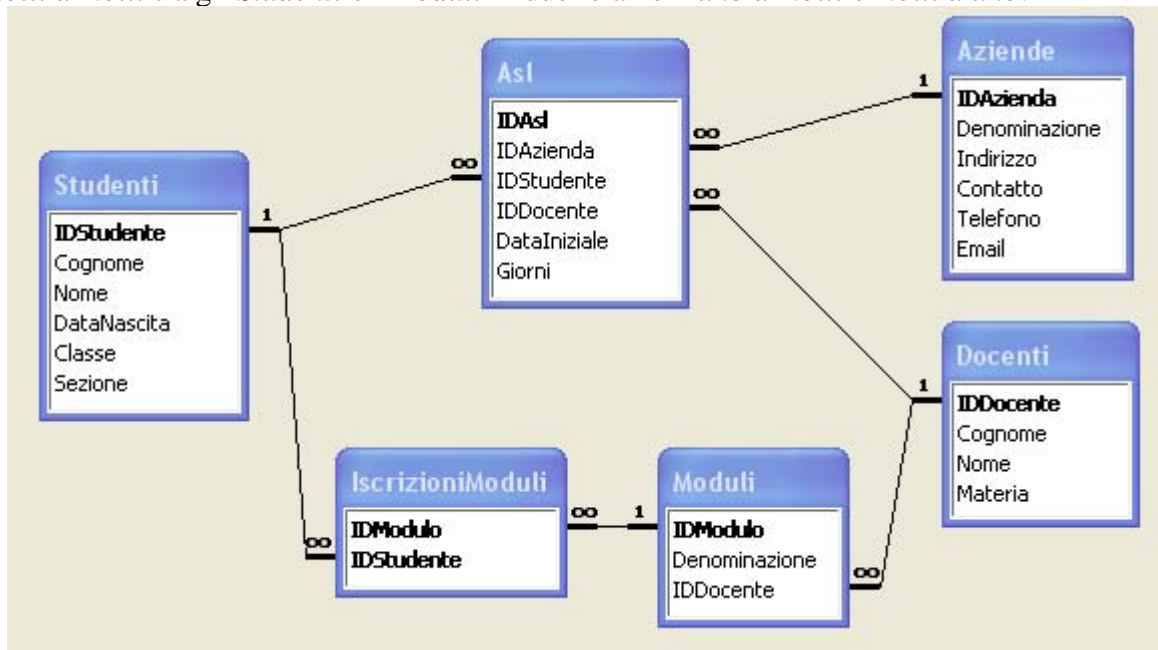 Asl
IDAsl
IDAzienda
IDStudente
IDDocente
DataIniziale
Giorni
Aziende
IDAzienda
Denominazione
Indirizzo
Contatto
Telefono
Email
Studenti
IDStudente
Cognome
Nome
DataNascita
Classe
Sezione
Docenti
IDDocente
Cognome
Nome
Materia
IscrizioniModuli
IDModulo
IDStudente
Moduli
IDModulo
Denominazione
IDDocente
1
∞
∞
1
∞
1
∞
∞
1
∞